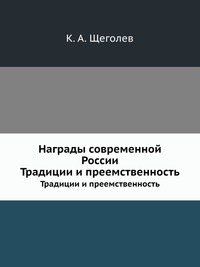 К. А. Щеголев
Награды современной
России
Традиции и преемственность
Традиции и преемственность